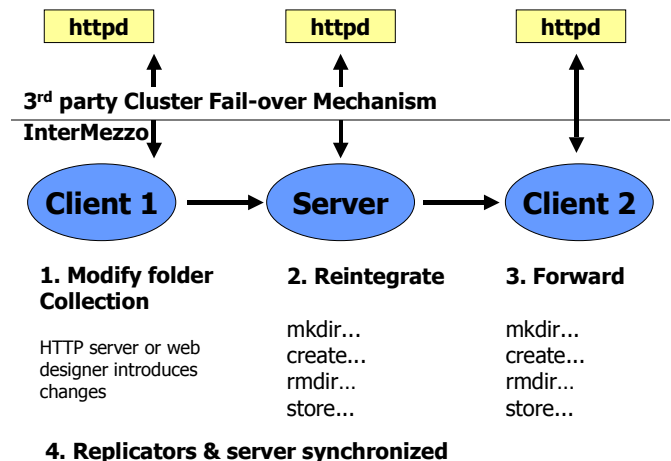 httpd
httpd
httpd
3rd party Cluster Fail-over Mechanism
InterMezzo
Client 1
Server
Client 2
1. Modify folder
Collection
HTTP server or web
designer introduces
changes
2. Reintegrate
mkdir...
create...
rmdir...
store...
3. Forward
mkdir...
create...
rmdir...
store...
4. Replicators & server synchronized